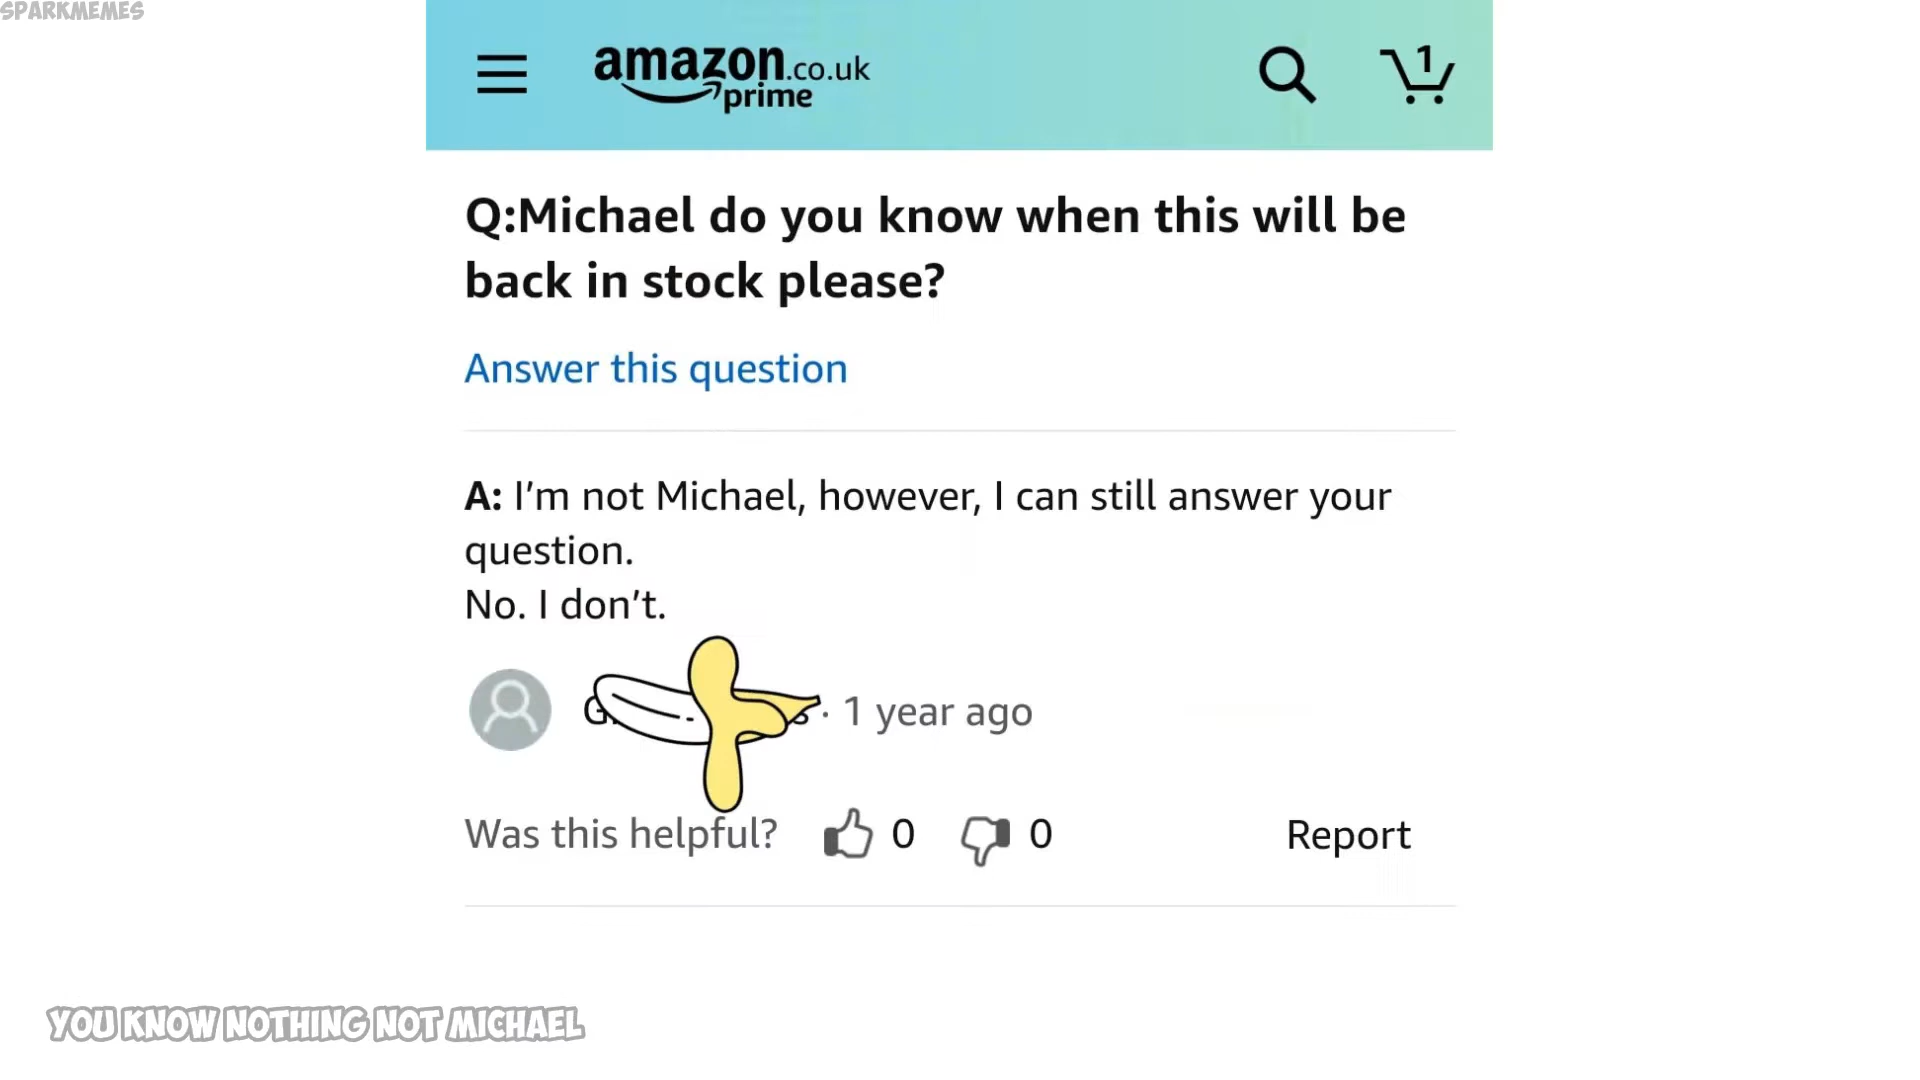 SPARKMEMES
amazon.co.uk
prime
1
Q:Michael do you know when this will be
back in stock please?
Answer this question
A: I'm not Michael, however, I can still answer your
question.
No. I don't.
· 1 year ago
Was this helpful? 0 0 Report
YOU KNOW NOTHING NOT MICHAEL